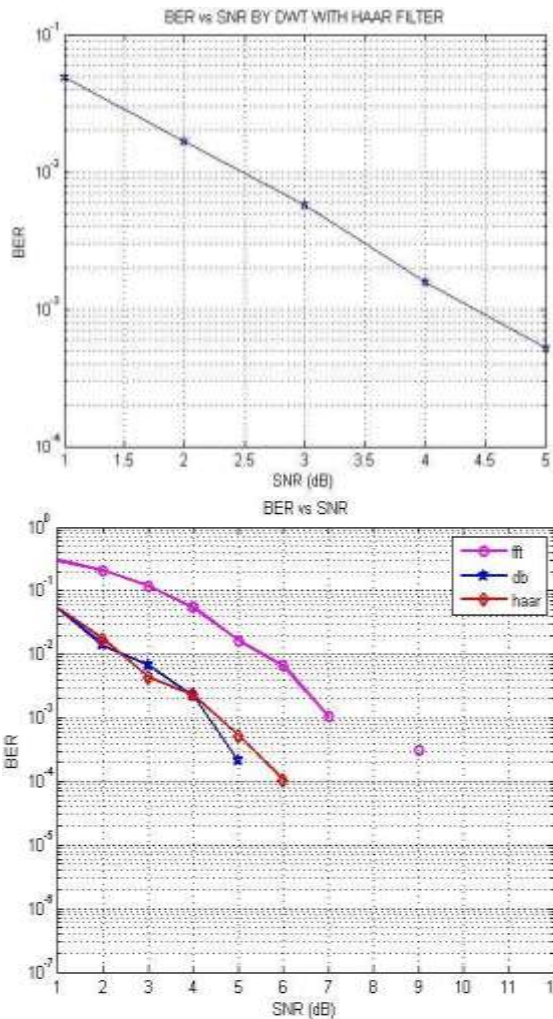 BER vs SNR BY DWT WITH HAAR FILTER
10^-1
10^-2
10^-3
10^-4
BER
1 1.5 2 2.5 3 3.5 4 4.5 5
SNR (dB)
BER vs SNR
10^0
10^-1
10^-2
10^-3
10^-4
10^-5
10^-6
10^-7
BER
fft
db
haar
1 2 3 4 5 6 7 8 9 10 11 1
SNR (dB)